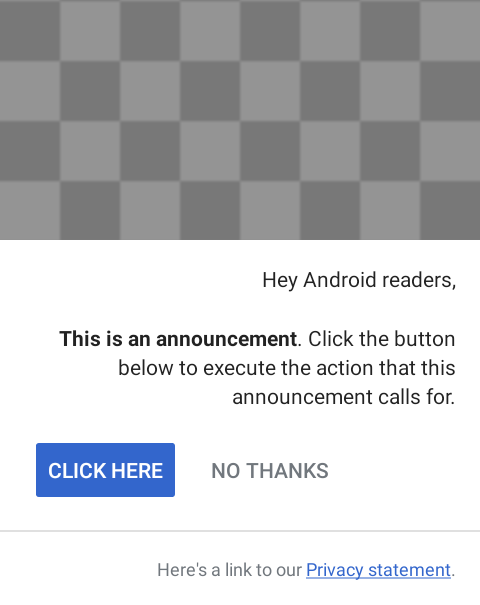 Hey Android readers,
This is an announcement. Click the button
below to execute the action that this
announcement calls for.
CLICK HERE
NO THANKS
Here's a link to our Privacy statement.